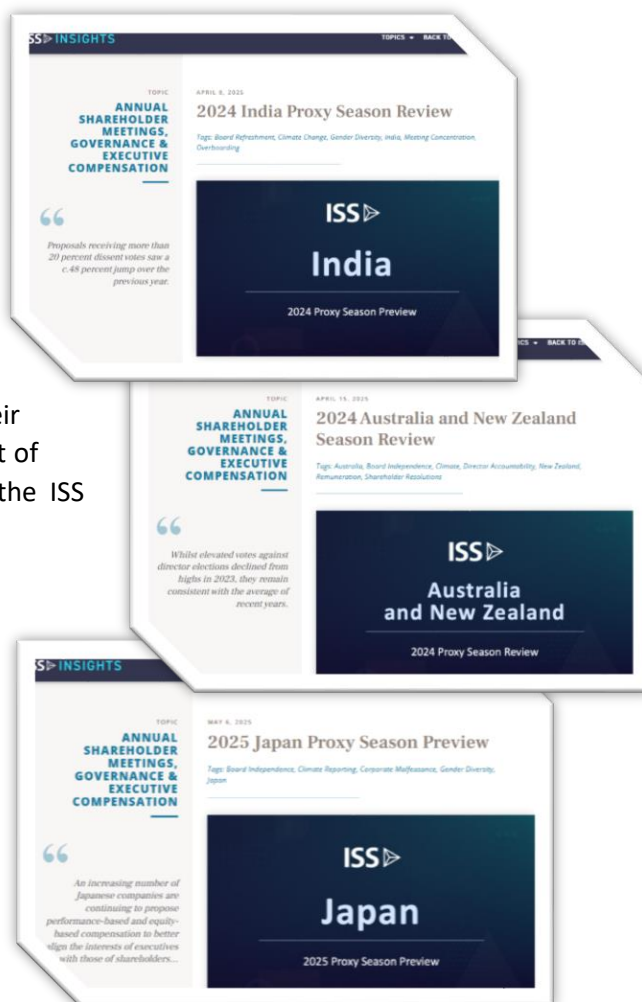 INSIGHTS
TOPICS
BACK TO
TOPIC
ANNUAL
SHAREHOLDER
MEETINGS,
GOVERNANCE &
EXECUTIVE
COMPENSATION
Proposals receiving more than
20 percent dissent votes saw a
c.48 percent jump over the
previous year.
APRIL 8, 2025
2024 India Proxy Season Review
Tags: Board Refreshment, Climate Change, Gender Diversity, India, Meeting Concentration,
Overboarding
ISS
India
2024 Proxy Season Preview
of
the ISS
BACK TO
TOPIC
ANNUAL
SHAREHOLDER
MEETINGS,
GOVERNANCE &
EXECUTIVE
COMPENSATION
Whilst elevated votes against
director elections declined from
highs in 2023, they remain
consistent with the average of
recent years.
APRIL 15, 2025
2024 Australia and New Zealand
Season Review
Tags: Australia, Board Independence, Climate, Director Accountability, New Zealand,
Remuneration, Shareholder Resolutions
ISS
Australia
and New Zealand
2024 Proxy Season Review
INSIGHTS
TOPIC
ANNUAL
SHAREHOLDER
MEETINGS,
GOVERNANCE &
EXECUTIVE
COMPENSATION
An increasing number of
Japanese companies are
continuing to propose
performance-based and equity-
based compensation to better
align the interests of executives
with those of shareholders...
MAY 6, 2025
2025 Japan Proxy Season Preview
Tags: Board Independence, Climate Reporting, Corporate Malfeasance, Gender Diversity,
Japan
ISS
Japan
2025 Proxy Season Preview